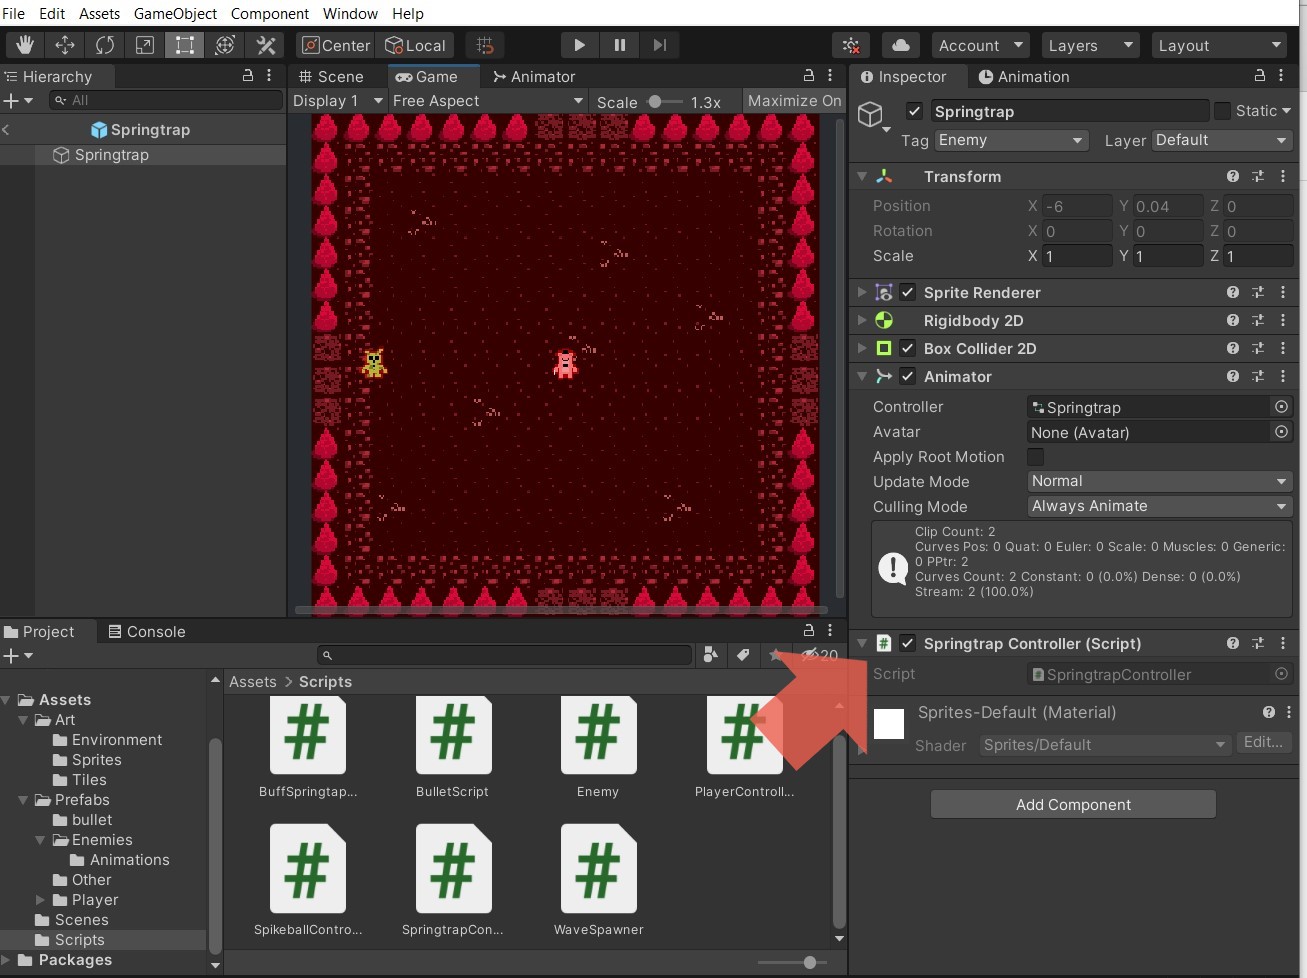 File Edit Assets GameObject Component Window Help
Center Local Account Layers Layout
Hierarchy
All
Springtrap
Springtrap
Scene Game Animator
Display 1 Free Aspect Scale 1.3x Maximize On
Inspector Animation
Springtrap Static
Tag Enemy Layer Default
Transform
Position X -6 Y 0.04 Z 0
Rotation X 0 Y 0 Z 0
Scale X 1 Y 1 Z 1
Sprite Renderer
Rigidbody 2D
Box Collider 2D
Animator
Controller Springtrap
Avatar None (Avatar)
Apply Root Motion
Update Mode Normal
Culling Mode Always Animate
Clip Count: 2
Curves Pos: 0 Quat: 0 Euler: 0 Scale: 0 Muscles: 0 Generic:
0 PPtr: 2
Curves Count: 2 Constant: 0 (0.0%) Dense: 0 (0.0%)
Stream: 2 (100.0%)
Springtrap Controller (Script)
Script SpringtrapController
Sprites-Default (Material)
Shader Sprites/Default Edit...
Add Component
Project Console
20
Assets > Scripts
Assets
Art
Environment
Sprites
Tiles
Prefabs
bullet
Enemies
Animations
Other
Player
Scenes
Scripts
Packages
BuffSpringtap... BulletScript Enemy PlayerControll...
SpikeballContro... SpringtrapCon... WaveSpawner